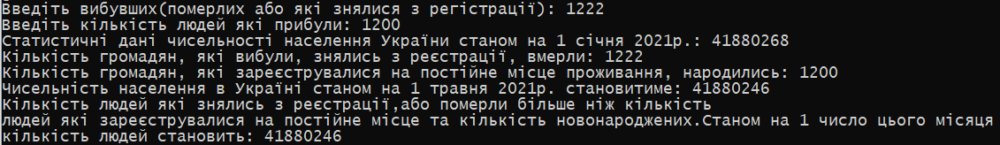 Введіть вибувших(померлих або які знялися з регістрації): 1222
Введіть кількість людей які прибули: 1200
Статистичні дані чисельності населення України станом на 1 січня 2021р.: 41880268
Кількість громадян, які вибули, знялись з реєстрації, вмерли: 1222
Кількість громадян, які зареєструвалися на постійне місце проживання, народились: 1200
Чисельність населення в Україні станом на 1 травня 2021р. становитиме: 41880246
Кількість людей які знялись з реєстрації,або померли більше ніж кількість
людей які зареєструвалися на постійне місце та кількість новонароджених.Станом на 1 число цього місяця
кількість людей становить: 41880246